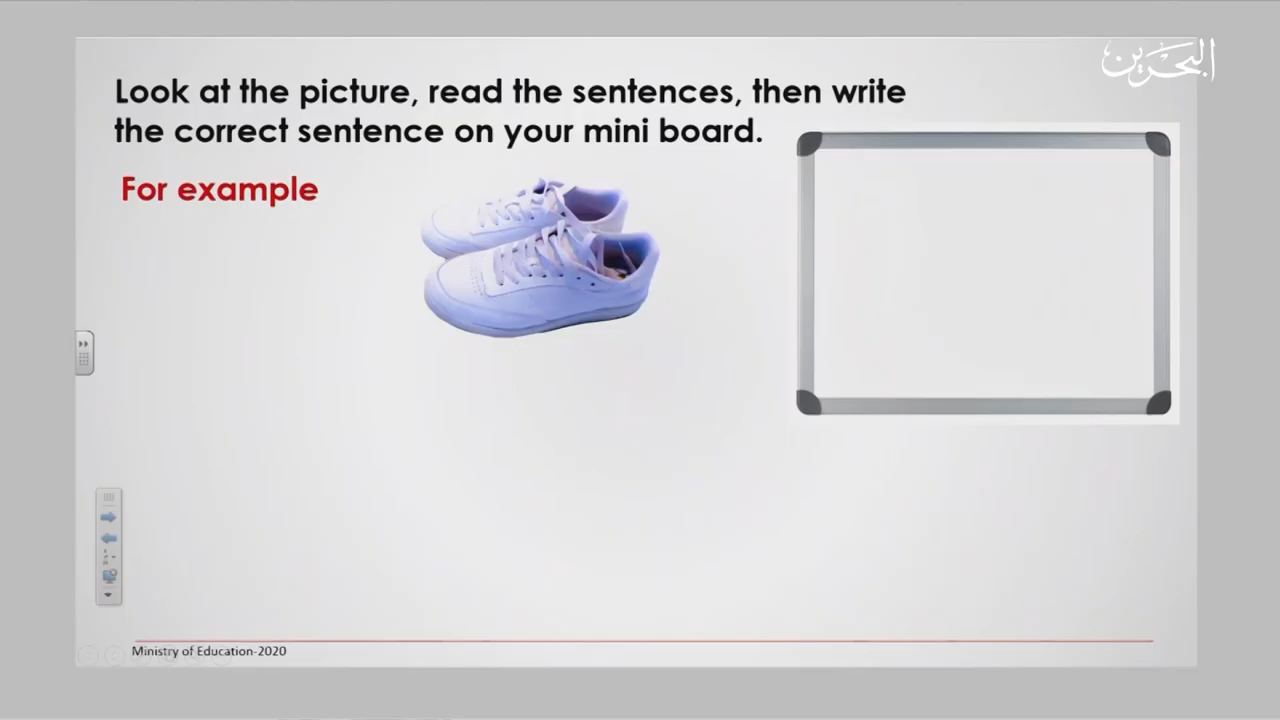 البحرين
Look at the picture, read the sentences, then write
the correct sentence on your mini board.
For example
Ministry of Education-2020